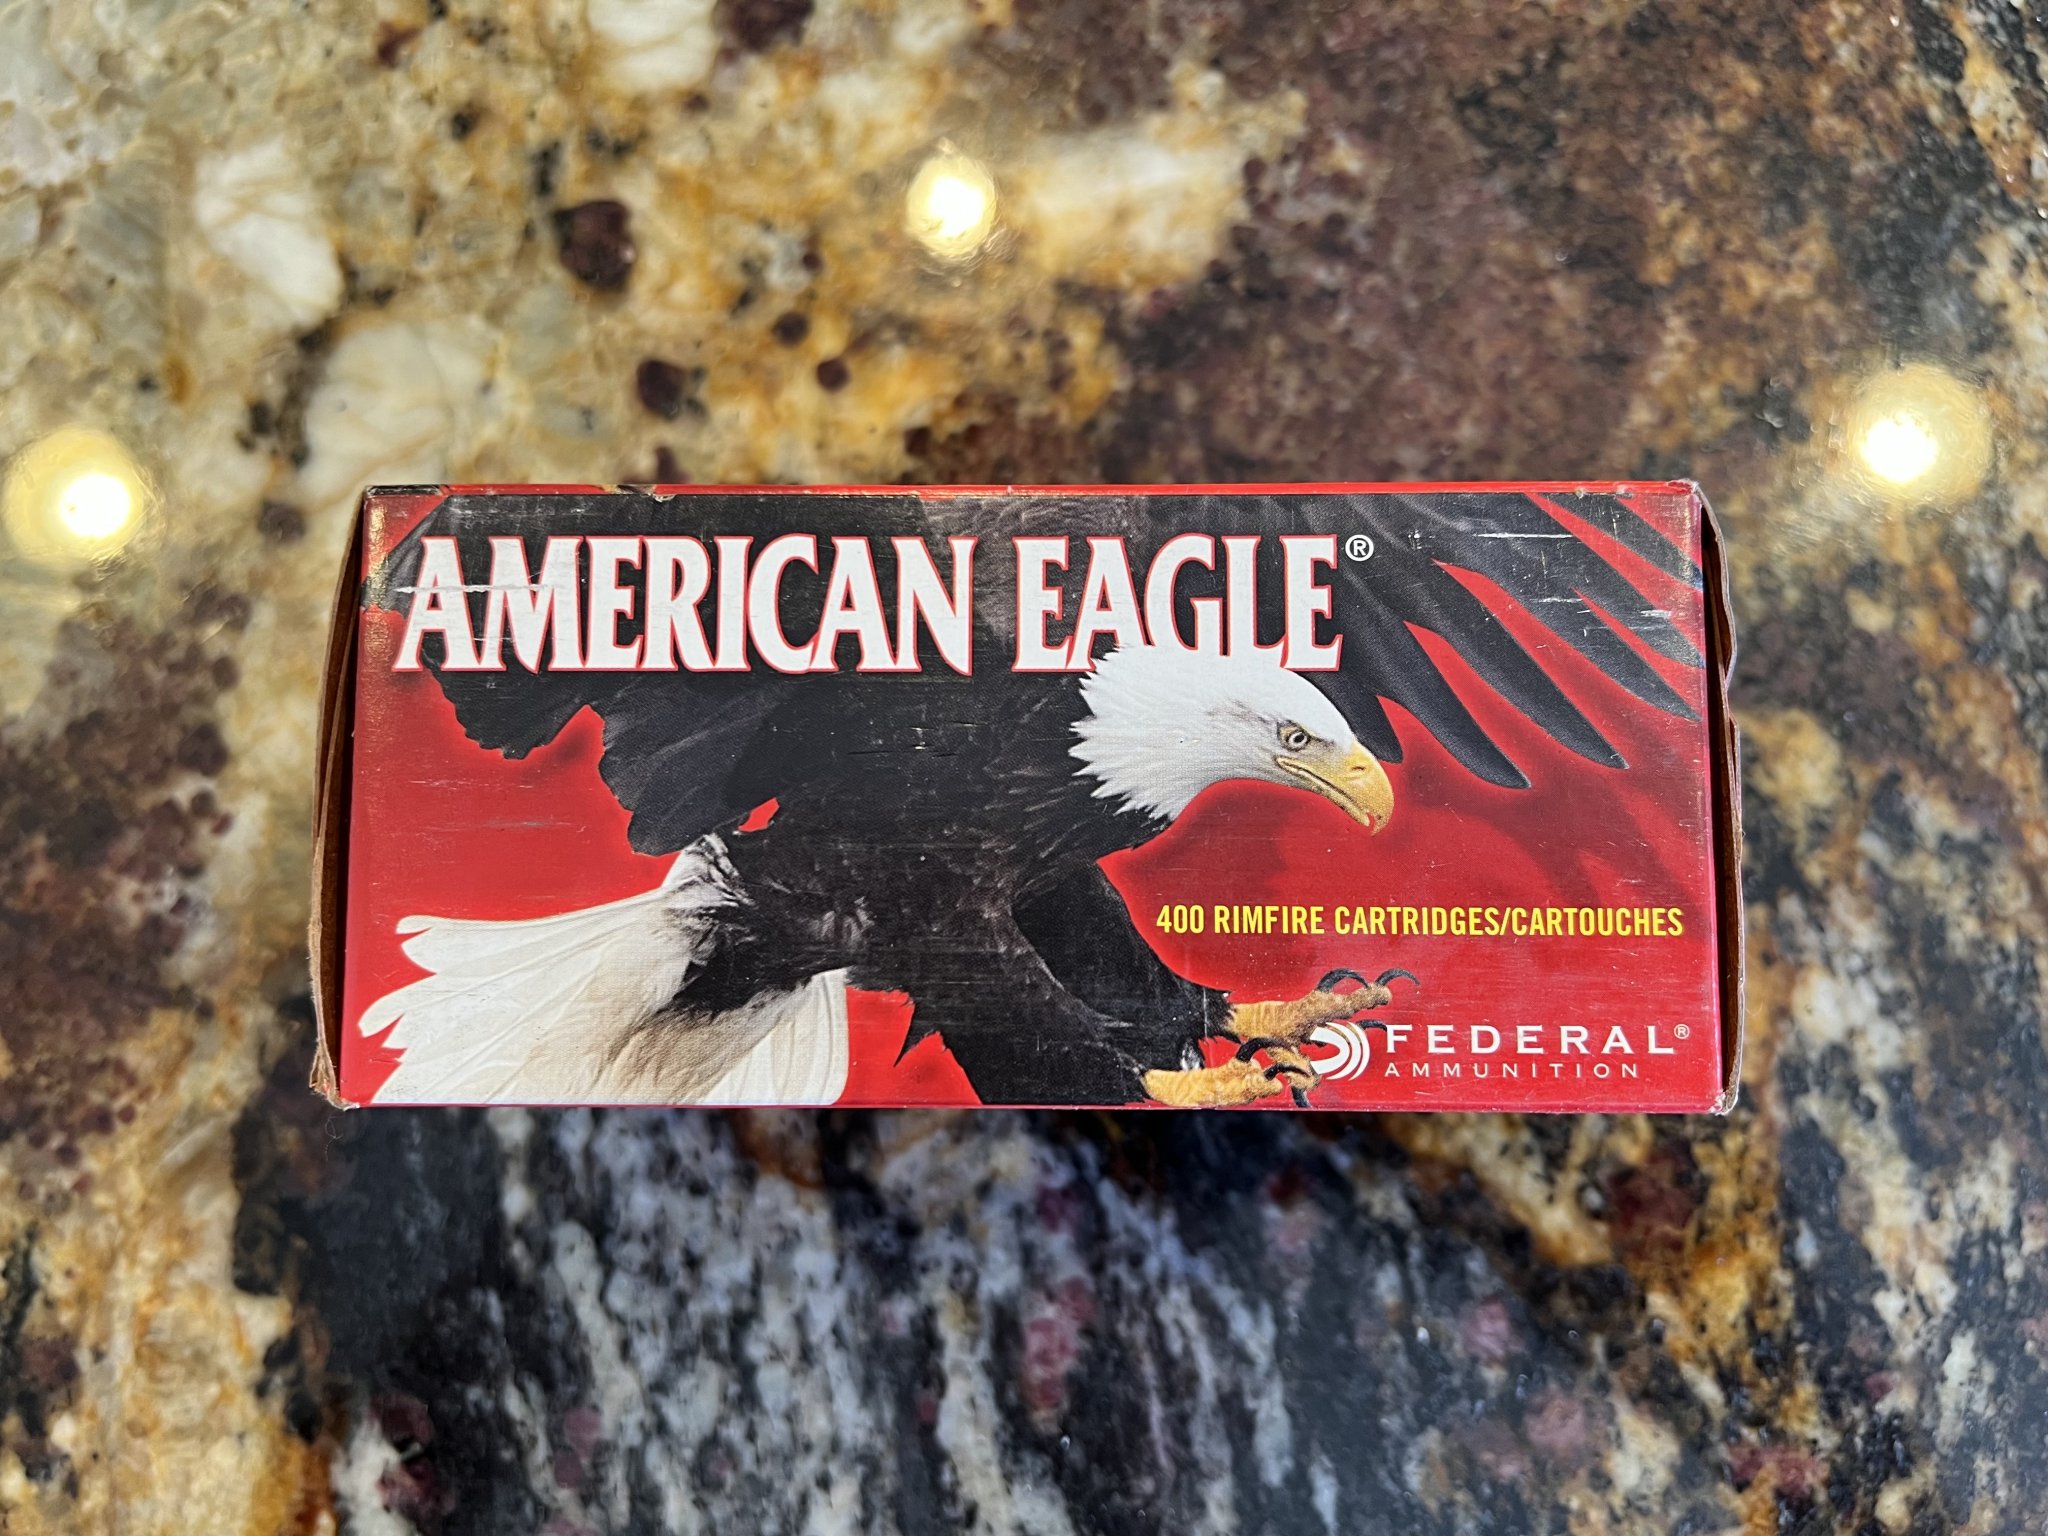 AMERICAN EAGLE®
400 RIMFIRE CARTRIDGES/CARTOUCHES
FEDERAL®
AMMUNITION